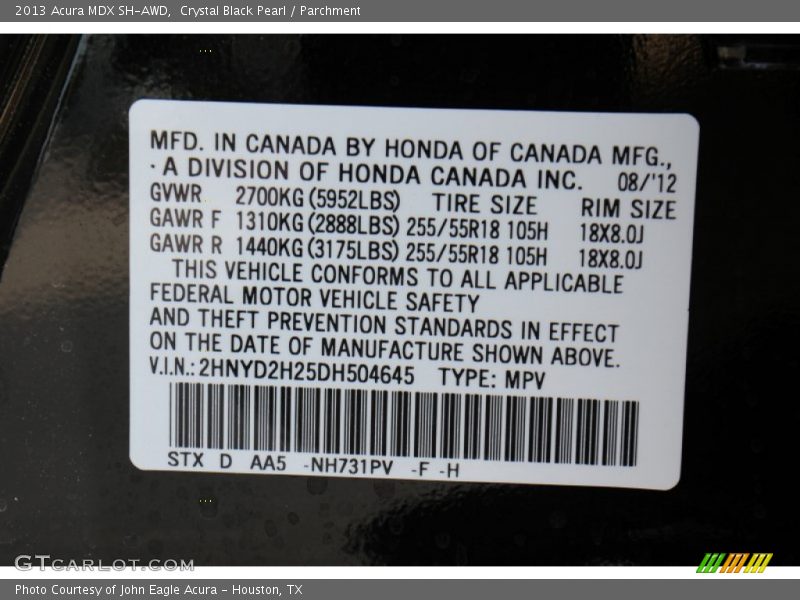 2013 Acura MDX SH-AWD,  Crystal Black Pearl / Parchment
MFD. IN CANADA BY HONDA OF CANADA MFG.,
· A DIVISION OF HONDA CANADA INC. 08/'12
GVWR 2700KG (5952LBS) TIRE SIZE RIM SIZE
GAWR F 1310KG (2888LBS) 255/55R18 105H 18X8.0J
GAWR R 1440KG (3175LBS) 255/55R18 105H 18X8.0J
THIS VEHICLE CONFORMS TO ALL APPLICABLE
FEDERAL MOTOR VEHICLE SAFETY
AND THEFT PREVENTION STANDARDS IN EFFECT
ON THE DATE OF MANUFACTURE SHOWN ABOVE.
V.I.N.: 2HNYD2H25DH504645 TYPE: MPV
STX D AA5 -NH731PV -F -H
GTCARLOT.COM
Photo Courtesy of John Eagle Acura - Houston, TX